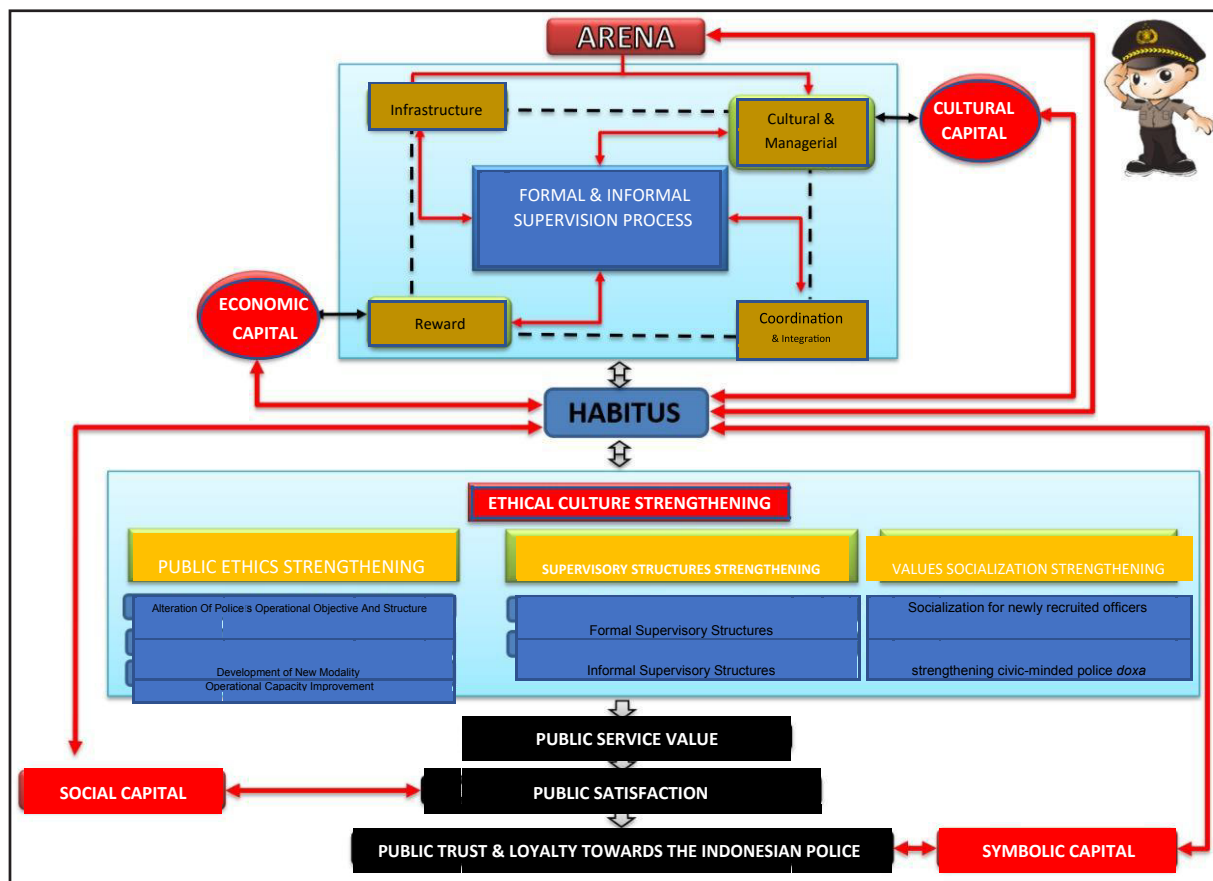 ARENA
Infrastructure
Cultural &
Managerial
CULTURAL
CAPITAL
FORMAL & INFORMAL
SUPERVISION PROCESS
ECONOMIC
CAPITAL
Reward
Coordination
& Integration
HABITUS
ETHICAL CULTURE STRENGTHENING
PUBLIC ETHICS STRENGTHENING
SUPERVISORY STRUCTURES STRENGTHENING
VALUES SOCIALIZATION STRENGTHENING
Alteration Of Police's Operational Objective And Structure
Development of New Modality
Operational Capacity Improvement
Formal Supervisory Structures
Informal Supervisory Structures
Socialization for newly recruited officers
strengthening civic-minded police doxa
PUBLIC SERVICE VALUE
SOCIAL CAPITAL
PUBLIC SATISFACTION
PUBLIC TRUST & LOYALTY TOWARDS THE INDONESIAN POLICE
SYMBOLIC CAPITAL